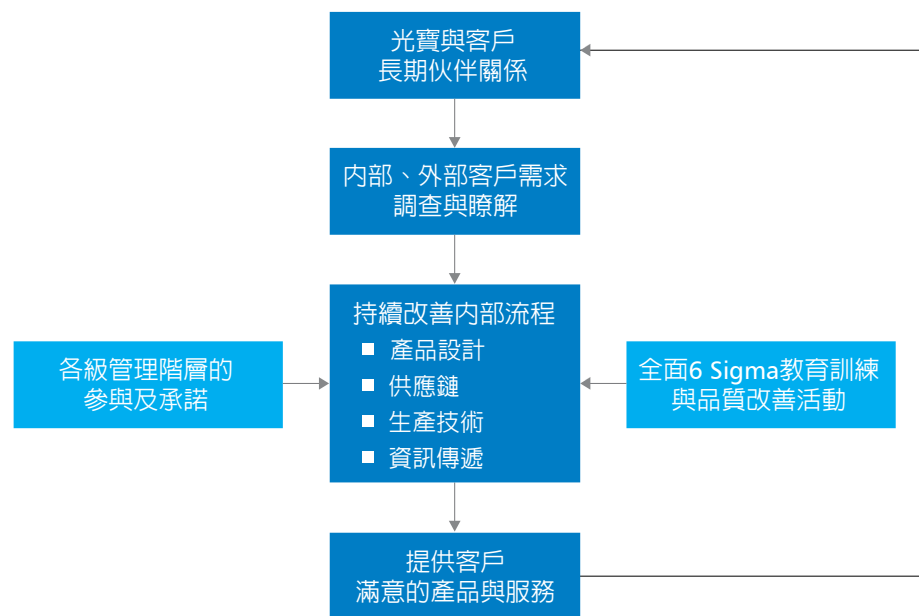 光寶與客戶
長期伙伴關係
內部、外部客戶需求
調查與瞭解
持續改善內部流程
產品設計
供應鏈
生產技術
資訊傳遞
各級管理階層的
參與及承諾
全面6 Sigma教育訓練
與品質改善活動
提供客戶
滿意的產品與服務